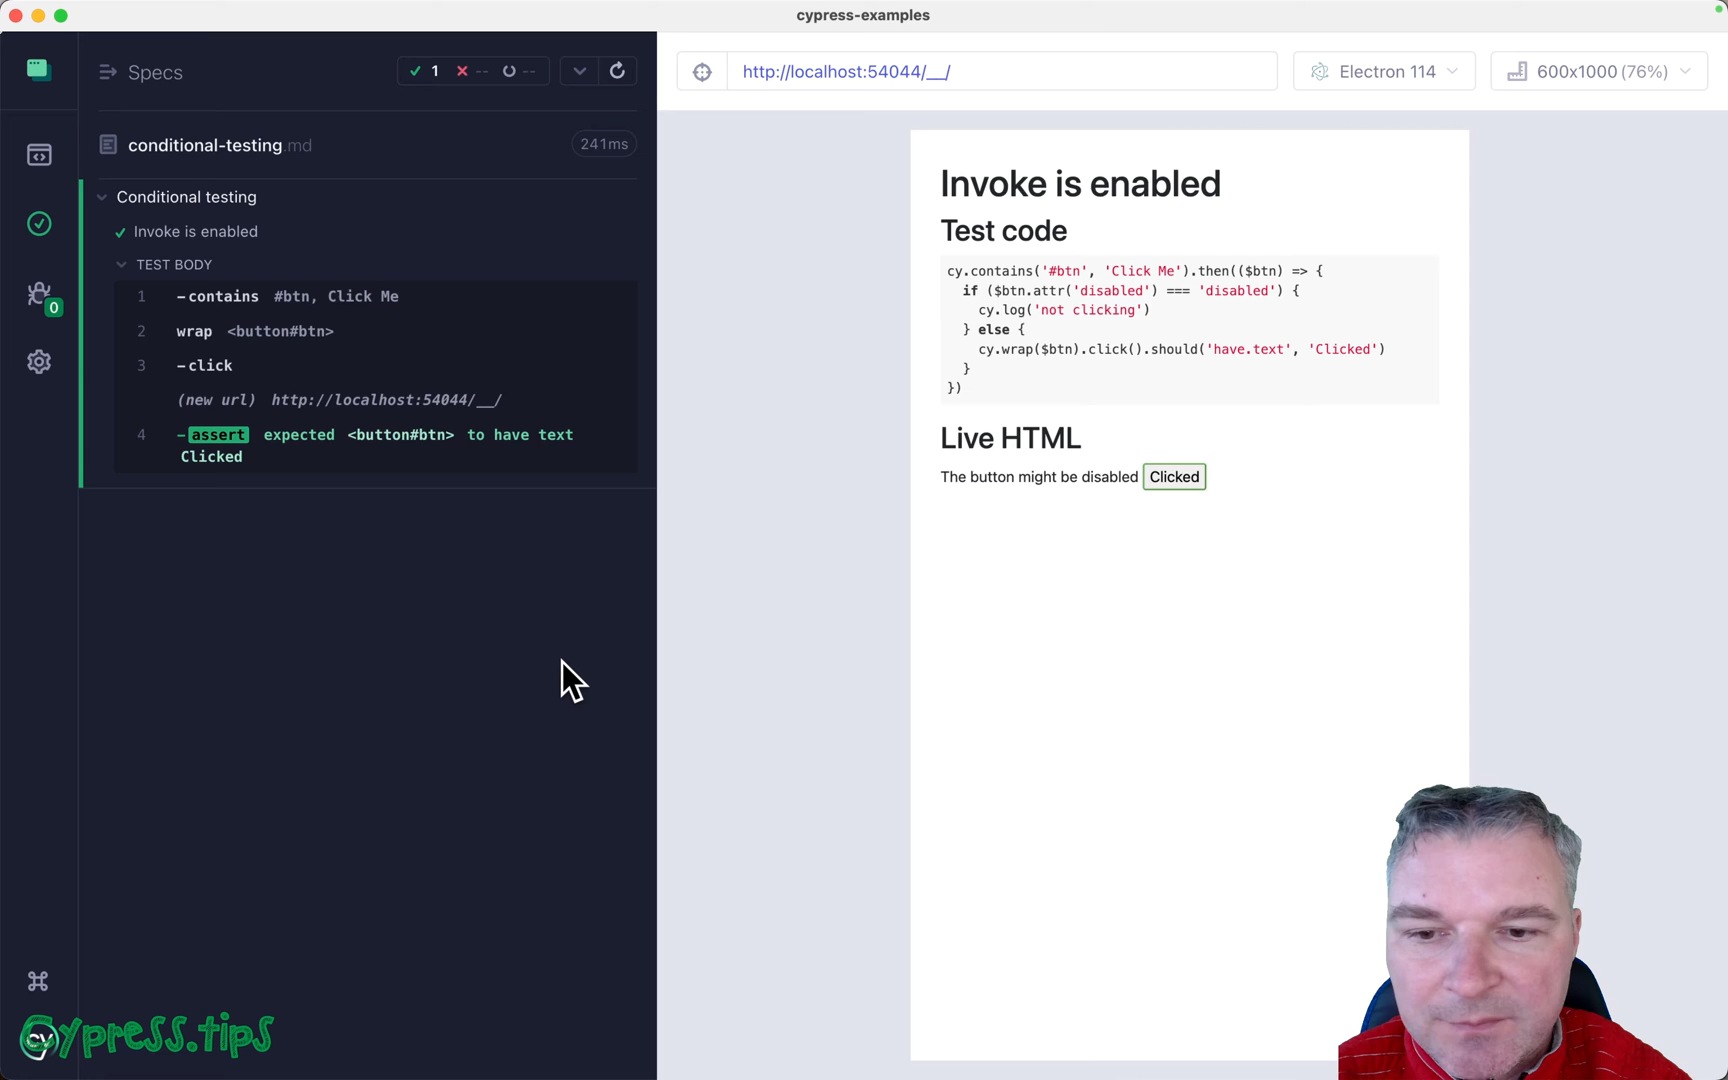 cypress-examples
Specs
1 -- --
http://localhost:54044/__/
Electron 114
600x1000 (76%)
conditional-testing.md
241ms
Conditional testing
Invoke is enabled
TEST BODY
1 -contains #btn, Click Me
2 wrap <button#btn>
3 -click
(new url) http://localhost:54044/__/
4 -assert expected <button#btn> to have text
Clicked
0
Invoke is enabled
Test code
cy.contains('#btn', 'Click Me').then(($btn) => {
if ($btn.attr('disabled') === 'disabled') {
cy.log('not clicking')
} else {
cy.wrap($btn).click().should('have.text', 'Clicked')
}
})
Live HTML
The button might be disabled Clicked
Cypress.tips
cy